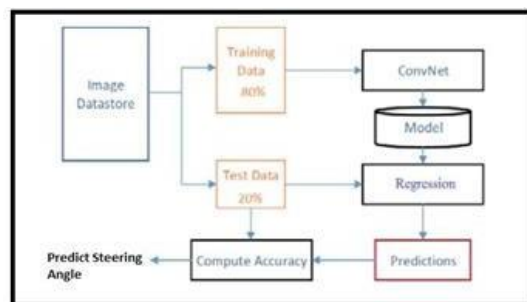 Image
Datastore
Training
Data
80%
ConvNet
Model
Test Data
20%
Regression
Predict Steering
Angle
Compute Accuracy
Predictions